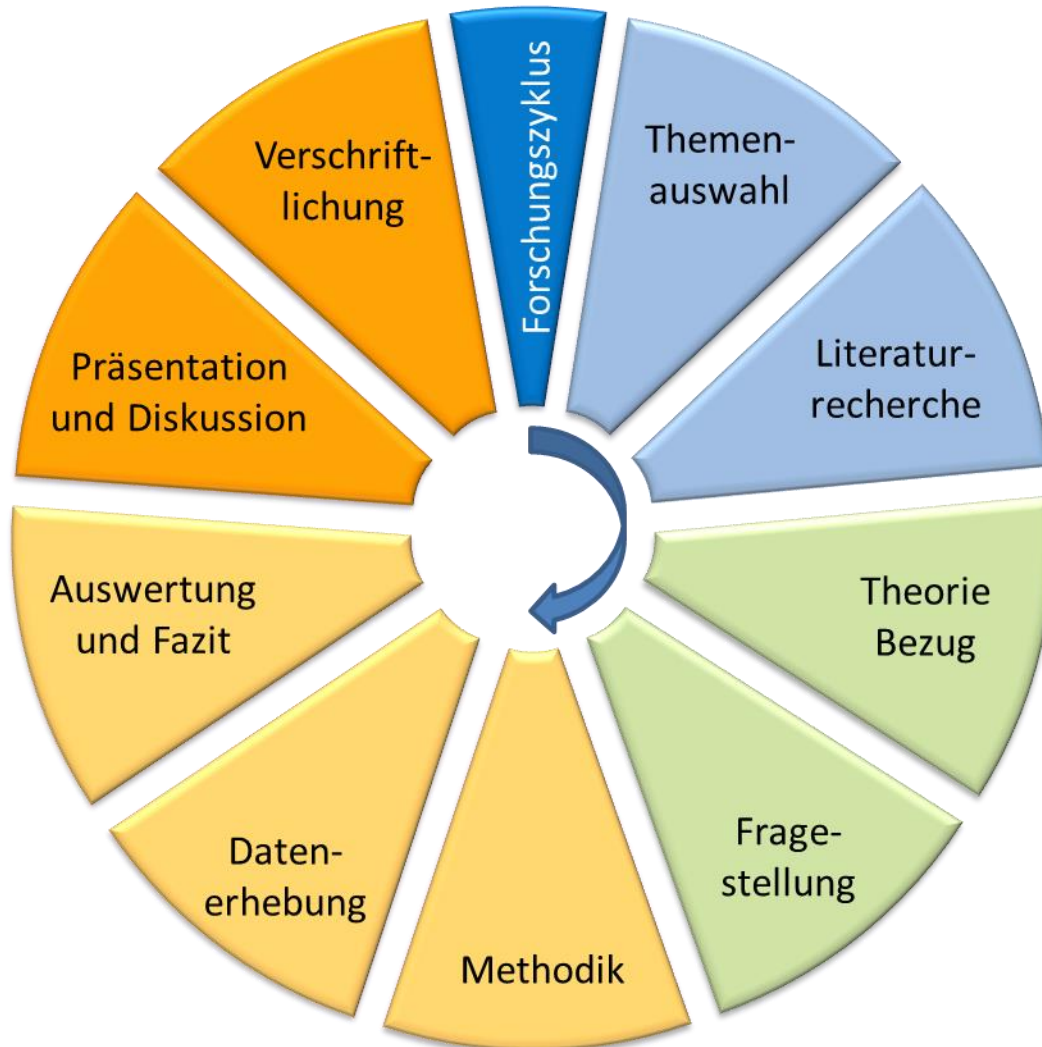 Forschungszyklus
Themen-
auswahl
Literatur-
recherche
Theorie
Bezug
Frage-
stellung
Methodik
Daten-
erhebung
Auswertung
und Fazit
Präsentation
und Diskussion
Verschrift-
lichung